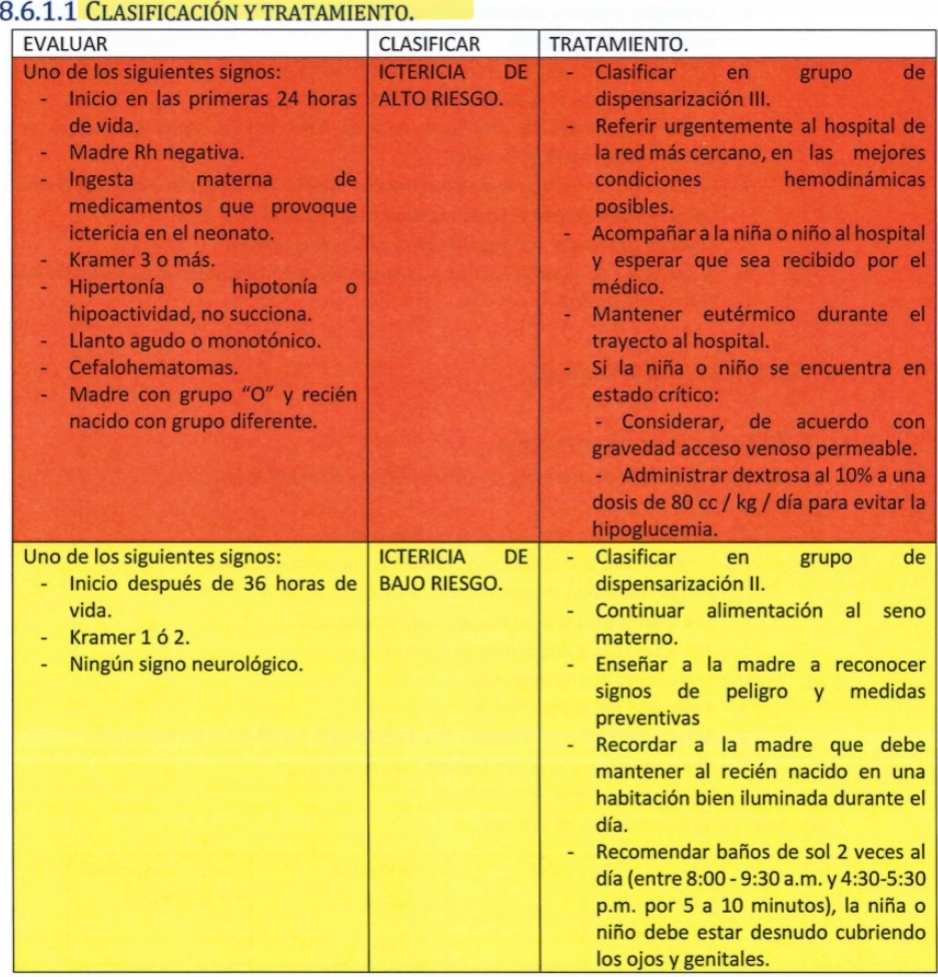 8.6.1.1 CLASIFICACIÓN Y TRATAMIENTO.
EVALUAR
CLASIFICAR
TRATAMIENTO.
Uno de los siguientes signos:
- Inicio en las primeras 24 horas
de vida.
- Madre Rh negativa.
- Ingesta materna de
medicamentos que provoque
ictericia en el neonato.
- Kramer 3 o más.
- Hipertonía o hipotonía o
hipoactividad, no succiona.
- Llanto agudo o monotónico.
- Cefalohematomas.
- Madre con grupo “O” y recién
nacido con grupo diferente.
ICTERICIA DE
ALTO RIESGO.
- Clasificar en grupo de
dispensarización III.
- Referir urgentemente al hospital de
la red más cercano, en las mejores
condiciones hemodinámicas
posibles.
- Acompañar a la niña o niño al hospital
y esperar que sea recibido por el
médico.
- Mantener eutérmico durante el
trayecto al hospital.
- Si la niña o niño se encuentra en
estado crítico:
- Considerar, de acuerdo con
gravedad acceso venoso permeable.
- Administrar dextrosa al 10% a una
dosis de 80 cc / kg / día para evitar la
hipoglucemia.
Uno de los siguientes signos:
- Inicio después de 36 horas de
vida.
- Kramer 1 ó 2.
- Ningún signo neurológico.
ICTERICIA DE
BAJO RIESGO.
- Clasificar en grupo de
dispensarización II.
- Continuar alimentación al seno
materno.
- Enseñar a la madre a reconocer
signos de peligro y medidas
preventivas
- Recordar a la madre que debe
mantener al recién nacido en una
habitación bien iluminada durante el
día.
- Recomendar baños de sol 2 veces al
día (entre 8:00 - 9:30 a.m. y 4:30-5:30
p.m. por 5 a 10 minutos), la niña o
niño debe estar desnudo cubriendo
los ojos y genitales.